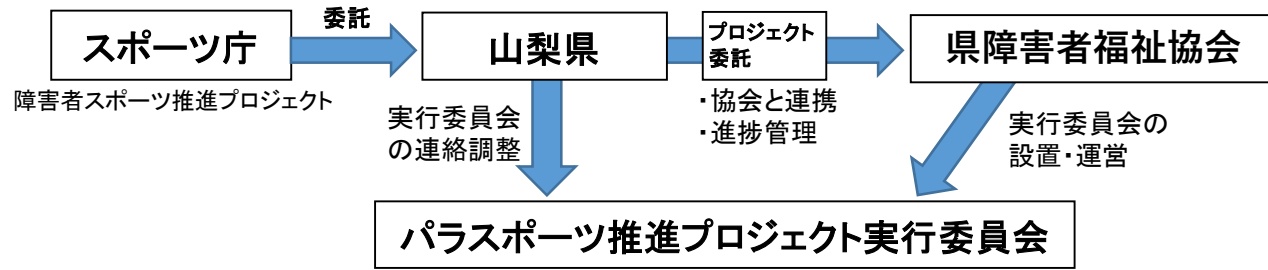 委託
スポーツ庁
山梨県
プロジェクト
委託
県障害者福祉協会
障害者スポーツ推進プロジェクト
・協会と連携
・進捗管理
実行委員会
の連絡調整
実行委員会の
設置・運営
パラスポーツ推進プロジェクト実行委員会